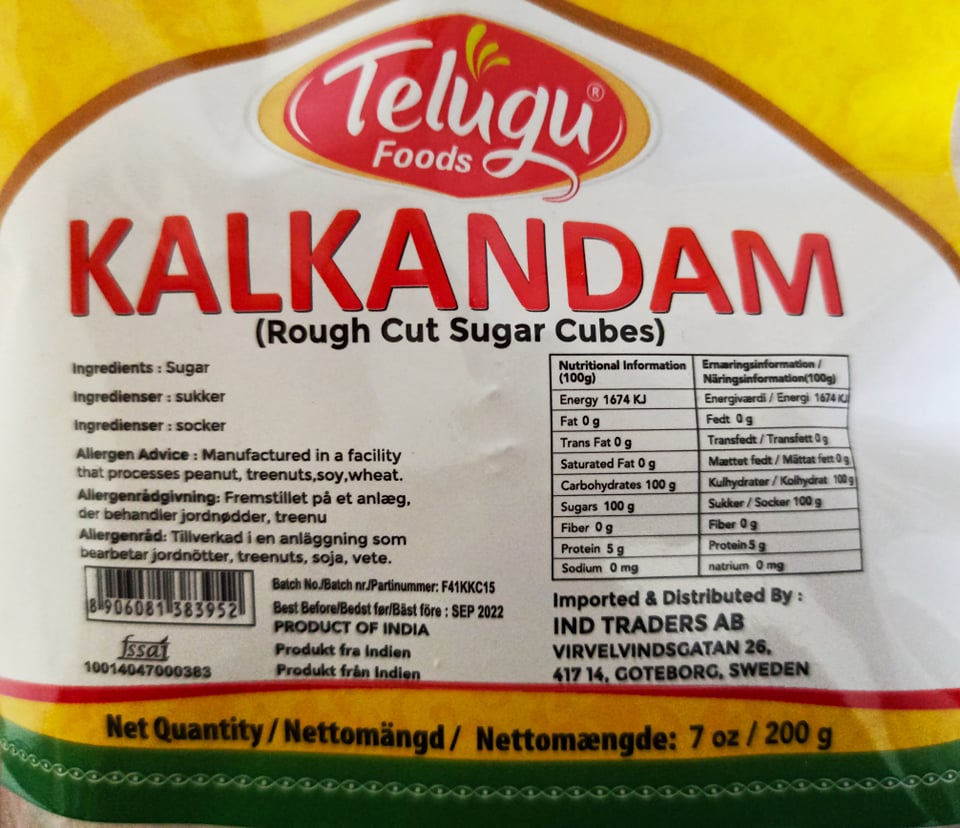 Telugu®
Foods
KALKANDAM
(Rough Cut Sugar Cubes)
Ingredients : Sugar
Ingredienser : sukker
Ingredienser : socker
Allergen Advice : Manufactured in a facility
that processes peanut, treenuts,soy,wheat.
Allergenrådgivning: Fremstillet på et anlæg,
der behandler jordnødder, treenu
Allergenråd: Tillverkad i en anläggning som
bearbetar jordnötter, treenuts, soja, vete.
8 906081 383952
fssai
10014047000383
Batch No./Batch nr./Partinummer: F41KKC15
Best Before/Bedst før/Bäst före : SEP 2022
PRODUCT OF INDIA
Produkt fra Indien
Produkt från Indien
Nutritional Information (100g) Ernæringsinformation / Näringsinformation(100g)
Energy 1674 KJ Energiværdi / Energi 1674 KJ
Fat 0 g Fedt 0 g
Trans Fat 0 g Transfedt / Transfett 0 g
Saturated Fat 0 g Mættet fedt / Mättat fett 0 g
Carbohydrates 100 g Kulhydrater / Kolhydrat 100 g
Sugars 100 g Sukker / Socker 100 g
Fiber 0 g Fiber 0 g
Protein 5 g Protein 5 g
Sodium 0 mg natrium 0 mg
Imported & Distributed By :
IND TRADERS AB
VIRVELVINDSGATAN 26,
417 14, GOTEBORG, SWEDEN
Net Quantity / Nettomängd / Nettomængde: 7 oz / 200 g